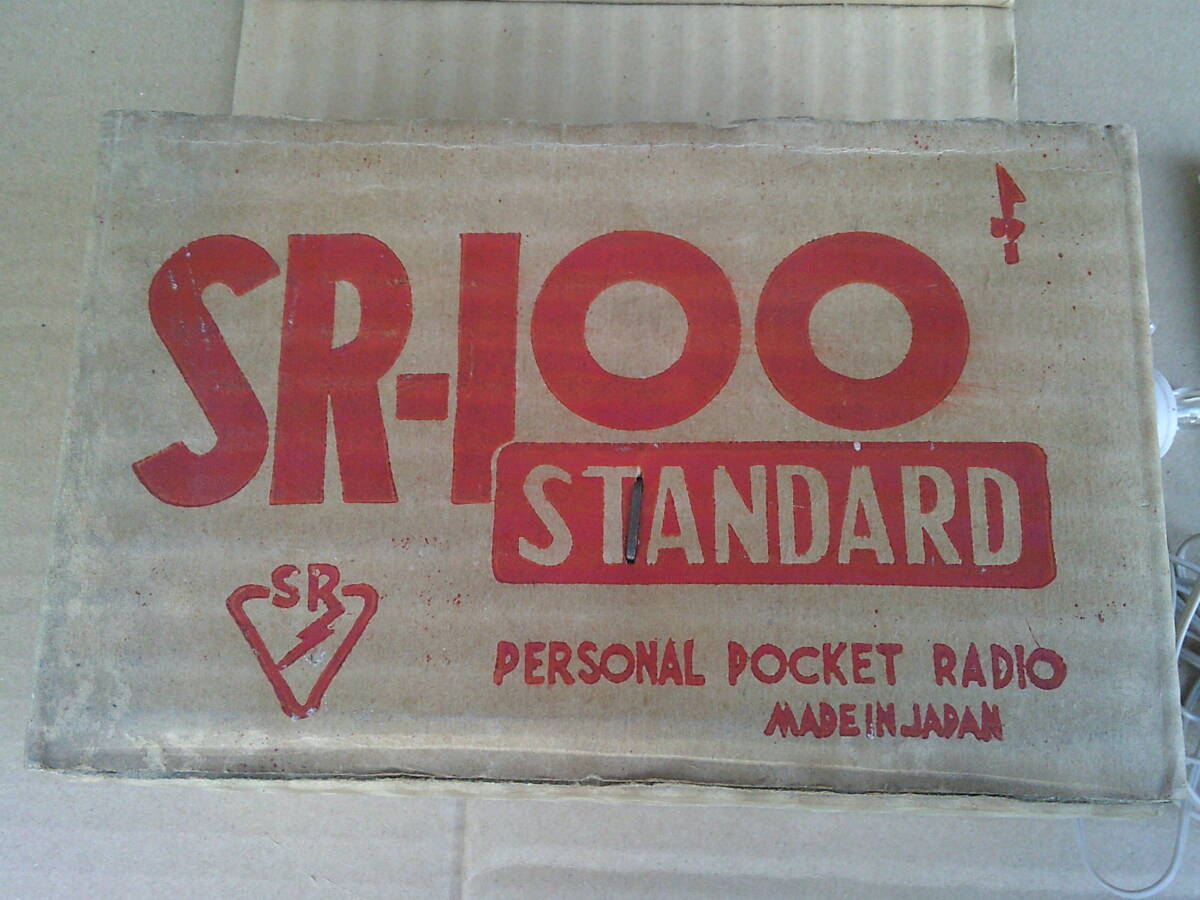 SR-100
STANDARD
SR
PERSONAL POCKET RADIO
MADE IN JAPAN